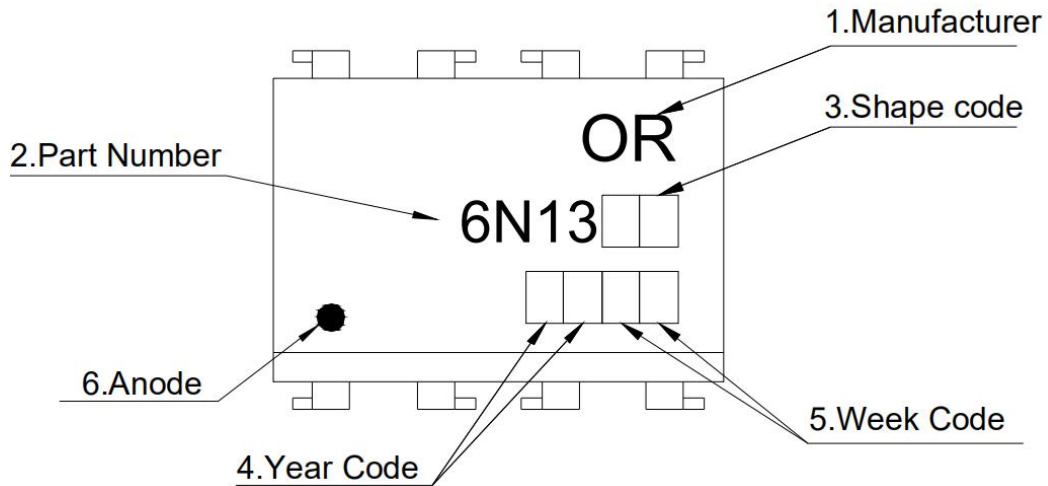 1.Manufacturer
OR
3.Shape code
2.Part Number
6N13
6.Anode
5.Week Code
4.Year Code